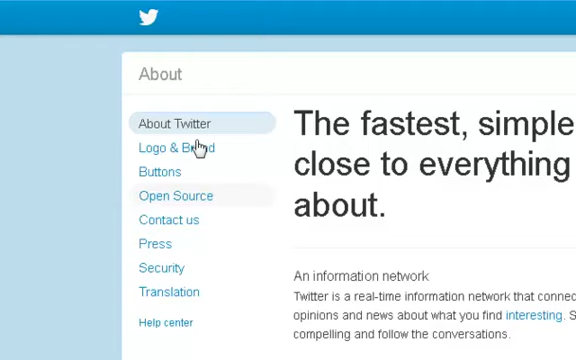 About
About Twitter
Logo & Brand
Buttons
Open Source
Contact us
Press
Security
Translation
Help center
The fastest, simple
close to everything
about.
An information network
Twitter is a real-time information network that connec
opinions and news about what you find interesting. S
compelling and follow the conversations.